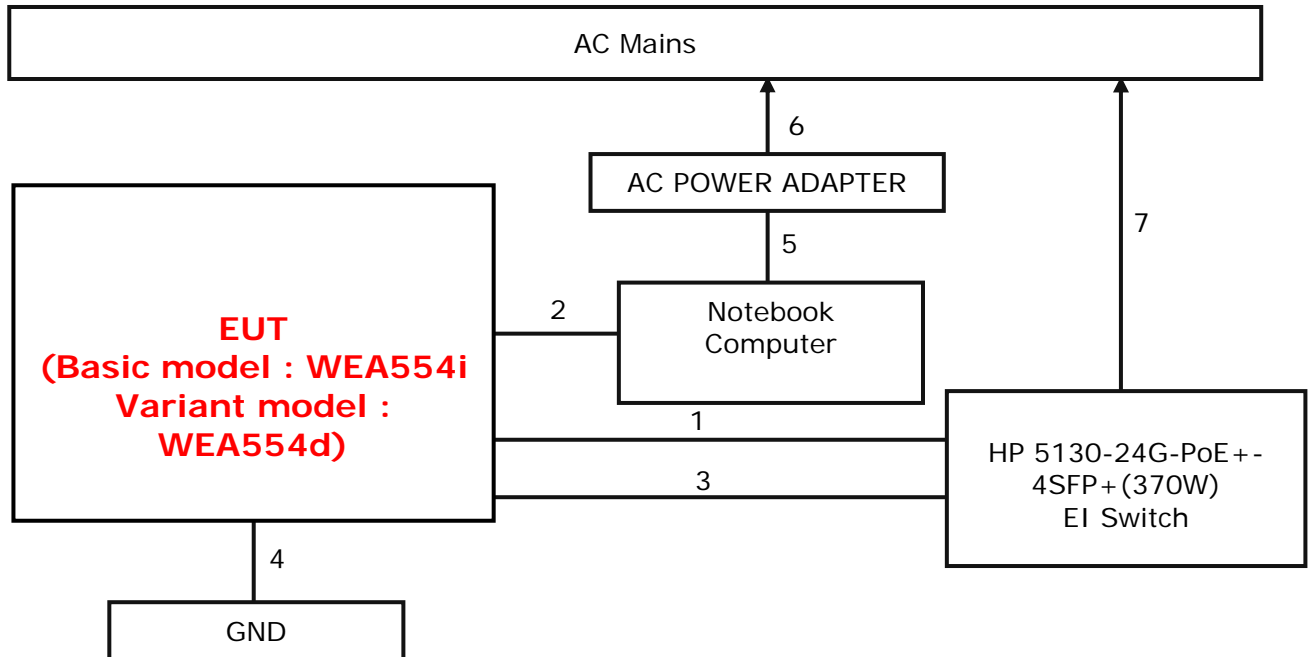 AC Mains
6
AC POWER ADAPTER
7
5
2
Notebook
Computer
EUT
(Basic model : WEA554i
Variant model :
WEA554d)
1
HP 5130-24G-PoE+-
4SFP+(370W)
EI Switch
3
4
GND